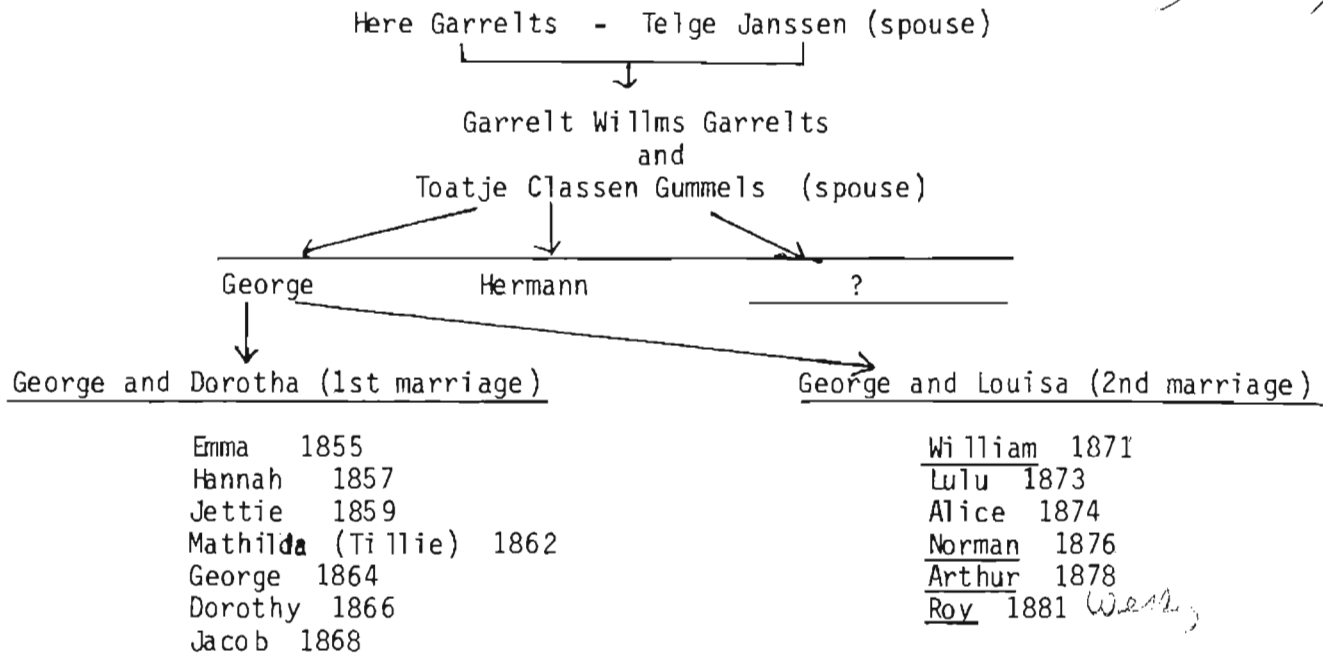 Here Garrelts - Telge Janssen (spouse)
Garrelt Willms Garrelts
and
Toatje Classen Gummels (spouse)
George Hermann ?
George and Dorotha (1st marriage) George and Louisa (2nd marriage)
Emma 1855 William 1871
Hannah 1857 Lulu 1873
Jettie 1859 Alice 1874
Mathilda (Tillie) 1862 Norman 1876
George 1864 Arthur 1878
Dorothy 1866 Roy 1881
Jacob 1868